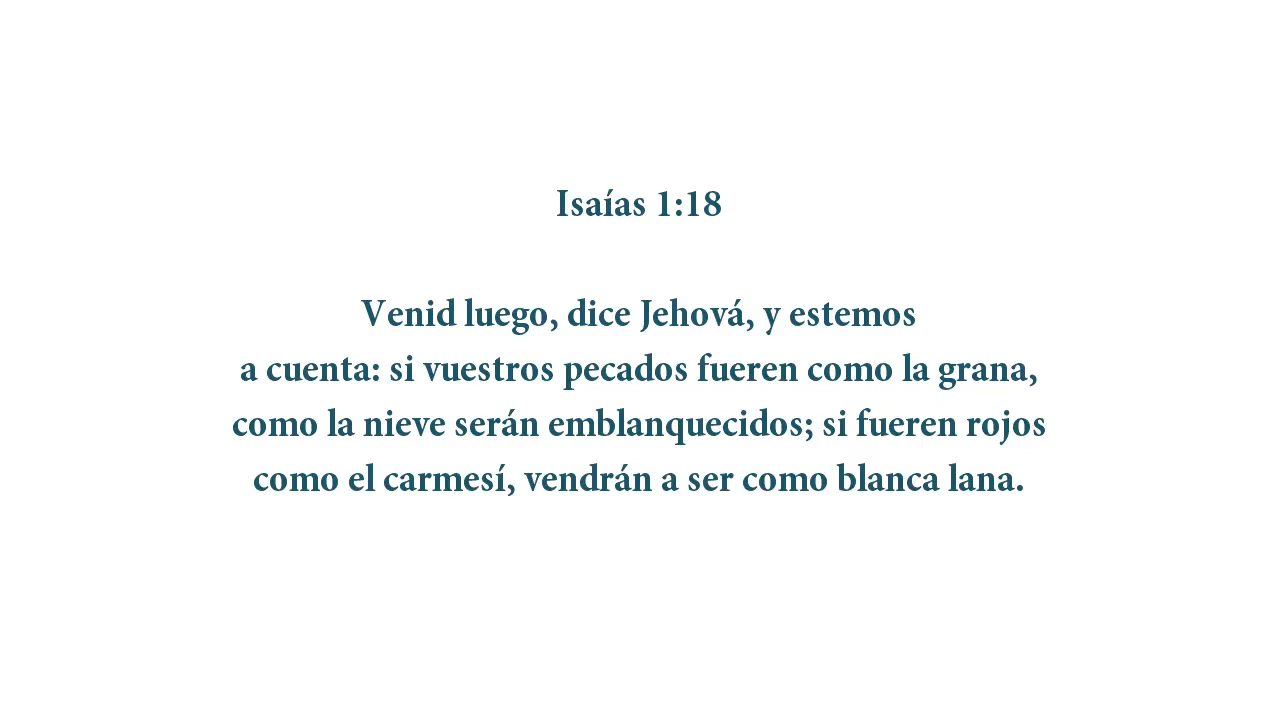 Isaías 1:18
Venid luego, dice Jehová, y estemos
a cuenta: si vuestros pecados fueren como la grana,
como la nieve serán emblanquecidos; si fueren rojos
como el carmesí, vendrán a ser como blanca lana.